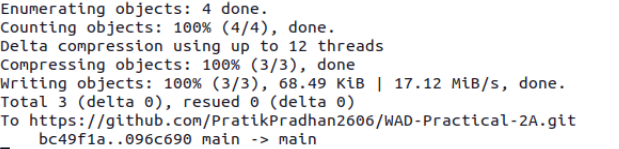 Enumerating objects: 4 done.
Counting objects: 100% (4/4), done.
Delta compression using up to 12 threads
Compressing objects: 100% (3/3), done
Writing objects: 100% (3/3), 68.49 KiB | 17.12 MiB/s, done.
Total 3 (delta 0), resued 0 (delta 0)
To https://github.com/PratikPradhan2606/WAD-Practical-2A.git
    bc49f1a..096c690 main -> main